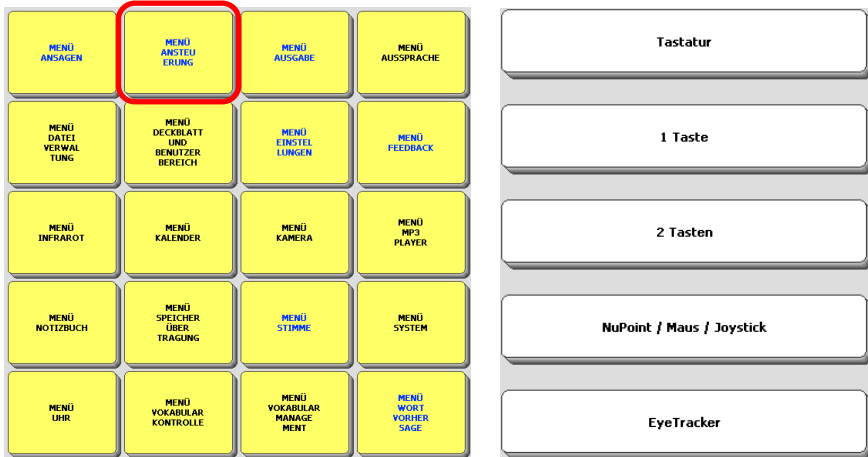 MENÜ
ANSAGEN
MENÜ
ANSTEU
ERUNG
MENÜ
AUSGABE
MENÜ
AUSSPRACHE
MENÜ
DATEI
VERWAL
TUNG
MENÜ
DECKBLATT
UND
BENUTZER
BEREICH
MENÜ
EINSTEL
LUNGEN
MENÜ
FEEDBACK
MENÜ
INFRAROT
MENÜ
KALENDER
MENÜ
KAMERA
MENÜ
MP3
PLAYER
MENÜ
NOTIZBUCH
MENÜ
SPEICHER
ÜBER
TRAGUNG
MENÜ
STIMME
MENÜ
SYSTEM
MENÜ
UHR
MENÜ
VOKABULAR
KONTROLLE
MENÜ
VOKABULAR
MANAGE
MENT
MENÜ
WORT
VORHER
SAGE
Tastatur
1 Taste
2 Tasten
NuPoint / Maus / Joystick
EyeTracker